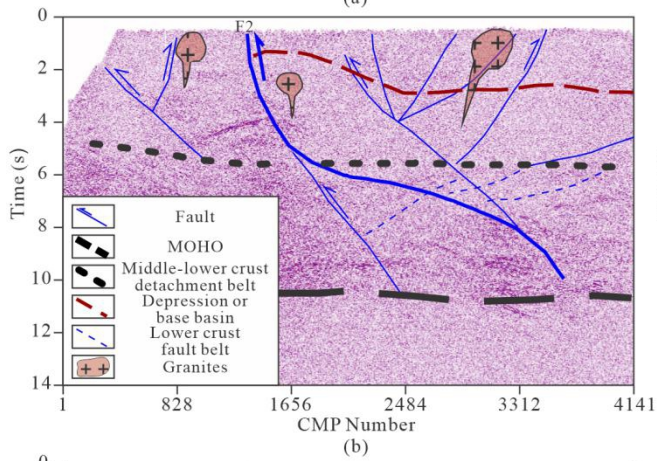 (a)
F2
0
2
4
6
8
10
12
14
Time (s)
Fault
MOHO
Middle-lower crust
detachment belt
Depression or
base basin
Lower crust
fault belt
Granites
1 828 1656 2484 3312 4141
CMP Number
(b)
0